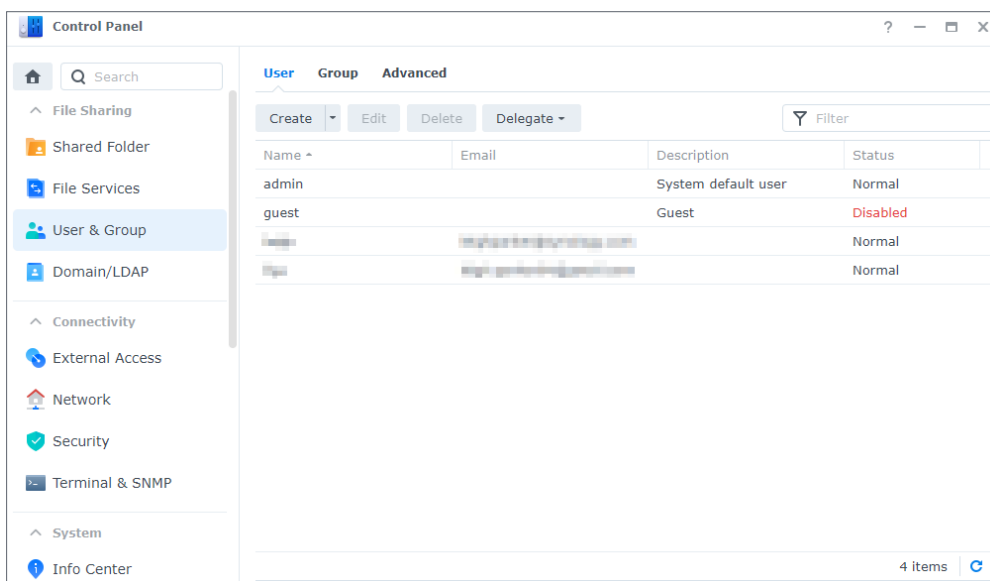 Control Panel
Search
File Sharing
Shared Folder
File Services
User & Group
Domain/LDAP
Connectivity
External Access
Network
Security
Terminal & SNMP
System
Info Center
User Group Advanced
Create Edit Delete Delegate Filter
Name Email Description Status
admin System default user Normal
guest Guest Disabled
Normal
Normal
4 items